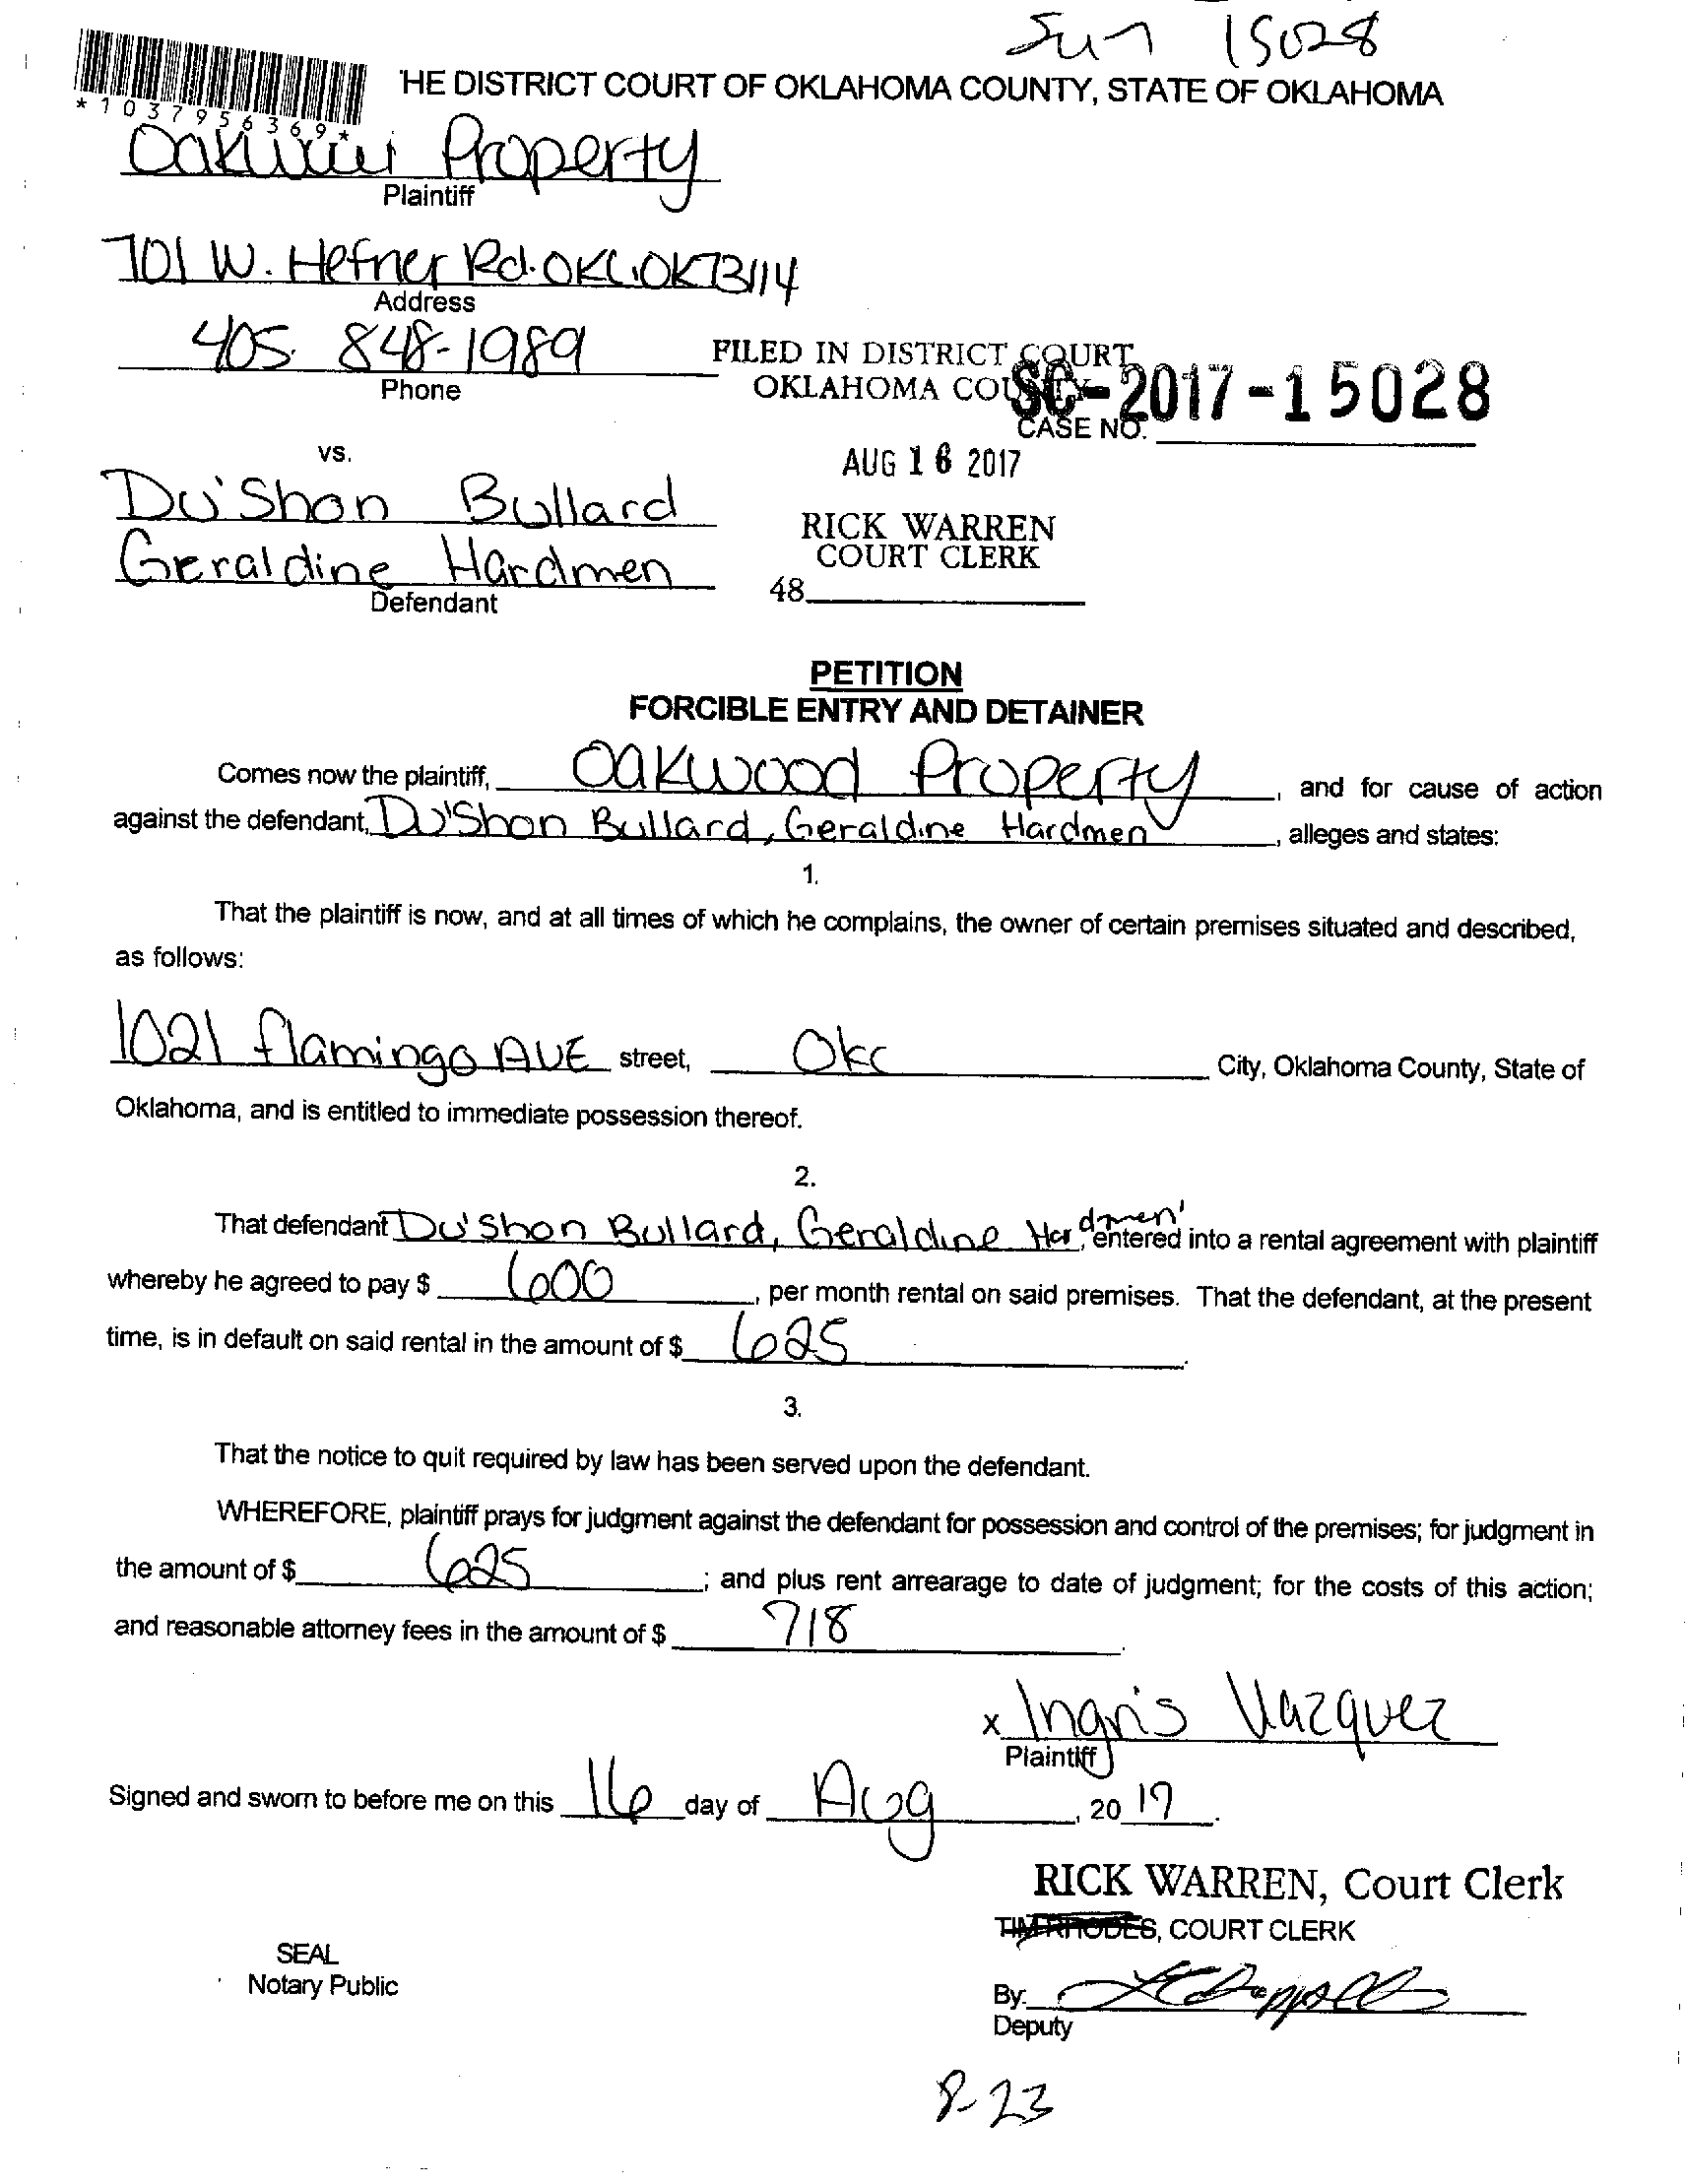 15028
HE DISTRICT COURT OF OKLAHOMA COUNTY, STATE OF OKLAHOMA
*1037956369*
Property
Plaintiff
701 W. Hefner Rd. OKC. OK 73114
Address
405. 848-1989
Phone
FILED IN DISTRICT COURT
OKLAHOMA COUNTY
SC-2017-15028
CASE NO.
AUG 16 2017
vs.
Du'Shon Bullard
Geraldine Hardmen
Defendant
RICK WARREN
COURT CLERK
48
PETITION
FORCIBLE ENTRY AND DETAINER
Comes now the plaintiff, Oakwood Property, and for cause of action
against the defendant, Du'Shon Bullard, Geraldine Hardmen, alleges and states:
1.
That the plaintiff is now, and at all times of which he complains, the owner of certain premises situated and described,
as follows:
1021 flamingo AVE street, OKC City, Oklahoma County, State of
Oklahoma, and is entitled to immediate possession thereof.
2.
That defendant Du'Shon Bullard, Geraldine Hardmen entered into a rental agreement with plaintiff
whereby he agreed to pay $ 600, per month rental on said premises. That the defendant, at the present
time, is in default on said rental in the amount of $ 625.
3.
That the notice to quit required by law has been served upon the defendant.
WHEREFORE, plaintiff prays for judgment against the defendant for possession and control of the premises; for judgment in
the amount of $ 625; and plus rent arrearage to date of judgment; for the costs of this action;
and reasonable attorney fees in the amount of $ 718.
x Ingris Vazquez
Plaintiff
Signed and sworn to before me on this 16 day of Aug, 2017.
RICK WARREN, Court Clerk
TIM RHODES, COURT CLERK
SEAL
Notary Public
By:
Deputy
8-23